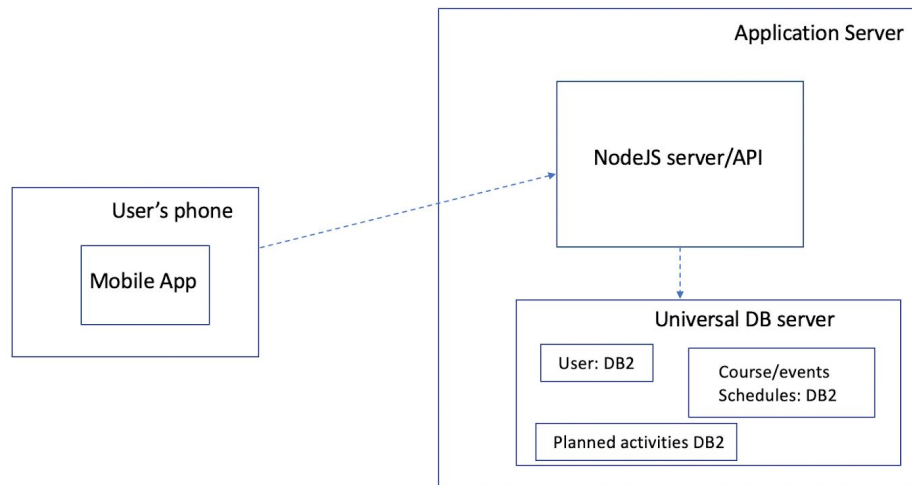 Application Server
NodeJS server/API
User's phone
Mobile App
Universal DB server
User: DB2
Course/events
Schedules: DB2
Planned activities DB2